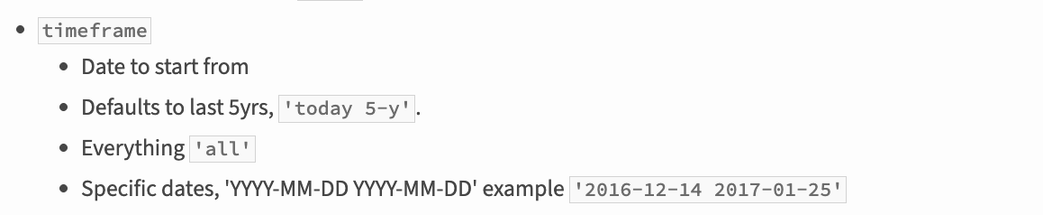 timeframe
Date to start from
Defaults to last 5yrs, 'today 5-y'.
Everything 'all'
Specific dates, 'YYYY-MM-DD YYYY-MM-DD' example '2016-12-14 2017-01-25'